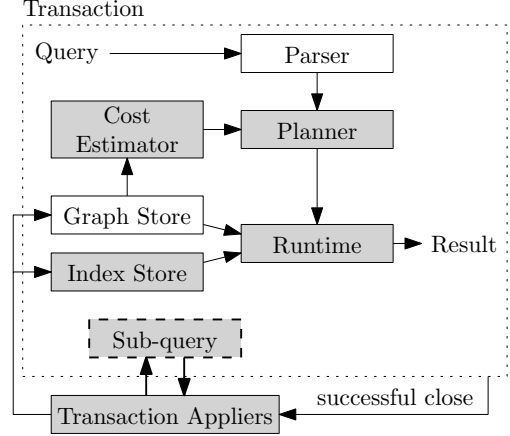 Transaction
Query
Parser
Cost
Estimator
Planner
Graph Store
Runtime
Result
Index Store
Sub-query
successful close
Transaction Appliers